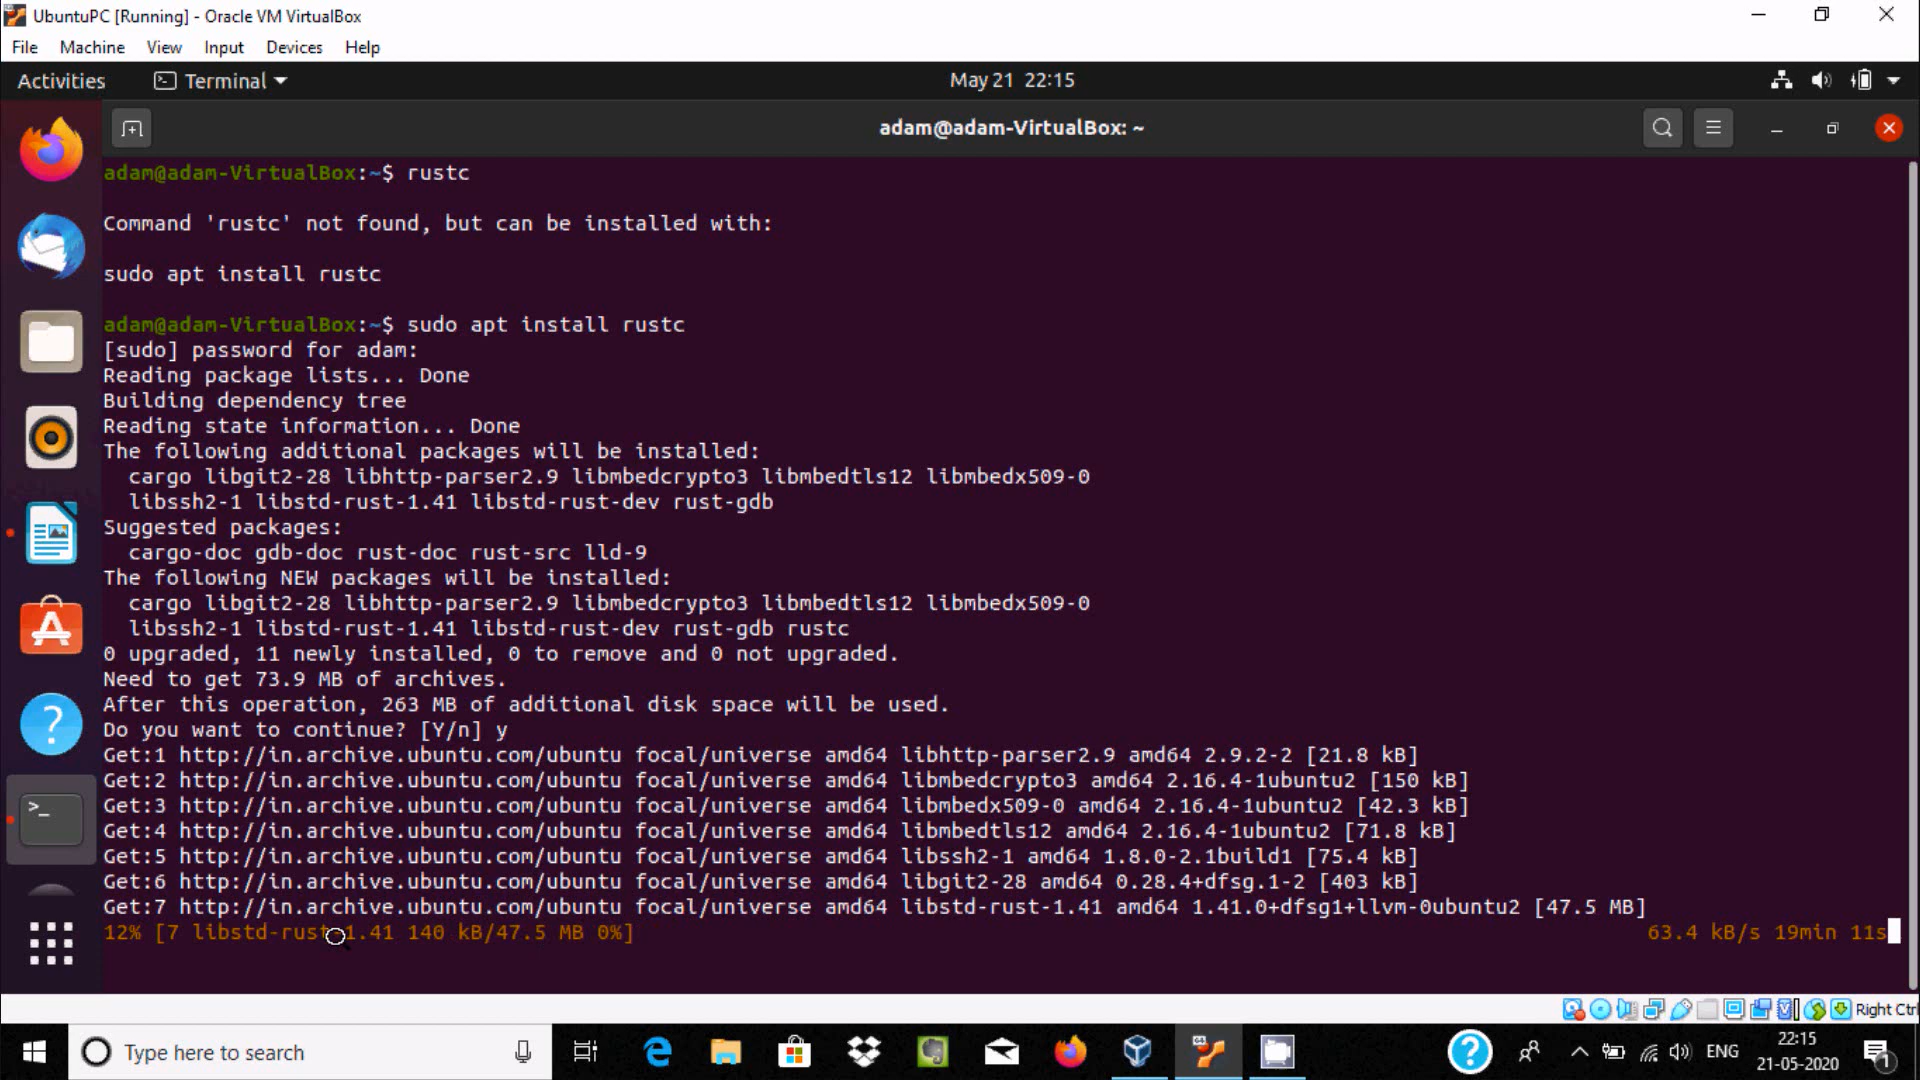 UbuntuPC [Running] - Oracle VM VirtualBox
File Machine View Input Devices Help
Activities Terminal May 21 22:15
adam@adam-VirtualBox: ~
adam@adam-VirtualBox:~$ rustc
Command 'rustc' not found, but can be installed with:
sudo apt install rustc
adam@adam-VirtualBox:~$ sudo apt install rustc
[sudo] password for adam:
Reading package lists... Done
Building dependency tree
Reading state information... Done
The following additional packages will be installed:
cargo libgit2-28 libhttp-parser2.9 libmbedcrypto3 libmbedtls12 libmbedx509-0
libssh2-1 libstd-rust-1.41 libstd-rust-dev rust-gdb
Suggested packages:
cargo-doc gdb-doc rust-doc rust-src lld-9
The following NEW packages will be installed:
cargo libgit2-28 libhttp-parser2.9 libmbedcrypto3 libmbedtls12 libmbedx509-0
libssh2-1 libstd-rust-1.41 libstd-rust-dev rust-gdb rustc
0 upgraded, 11 newly installed, 0 to remove and 0 not upgraded.
Need to get 73.9 MB of archives.
After this operation, 263 MB of additional disk space will be used.
Do you want to continue? [Y/n] y
Get:1 http://in.archive.ubuntu.com/ubuntu focal/universe amd64 libhttp-parser2.9 amd64 2.9.2-2 [21.8 kB]
Get:2 http://in.archive.ubuntu.com/ubuntu focal/universe amd64 libmbedcrypto3 amd64 2.16.4-1ubuntu2 [150 kB]
Get:3 http://in.archive.ubuntu.com/ubuntu focal/universe amd64 libmbedx509-0 amd64 2.16.4-1ubuntu2 [42.3 kB]
Get:4 http://in.archive.ubuntu.com/ubuntu focal/universe amd64 libmbedtls12 amd64 2.16.4-1ubuntu2 [71.8 kB]
Get:5 http://in.archive.ubuntu.com/ubuntu focal/universe amd64 libssh2-1 amd64 1.8.0-2.1build1 [75.4 kB]
Get:6 http://in.archive.ubuntu.com/ubuntu focal/universe amd64 libgit2-28 amd64 0.28.4+dfsg.1-2 [403 kB]
Get:7 http://in.archive.ubuntu.com/ubuntu focal/universe amd64 libstd-rust-1.41 amd64 1.41.0+dfsg1+llvm-0ubuntu2 [47.5 MB]
12% [7 libstd-rust-1.41 140 kB/47.5 MB 0%] 63.4 kB/s 19min 11s
Right Ctrl
Type here to search
ENG
22:15
21-05-2020
1